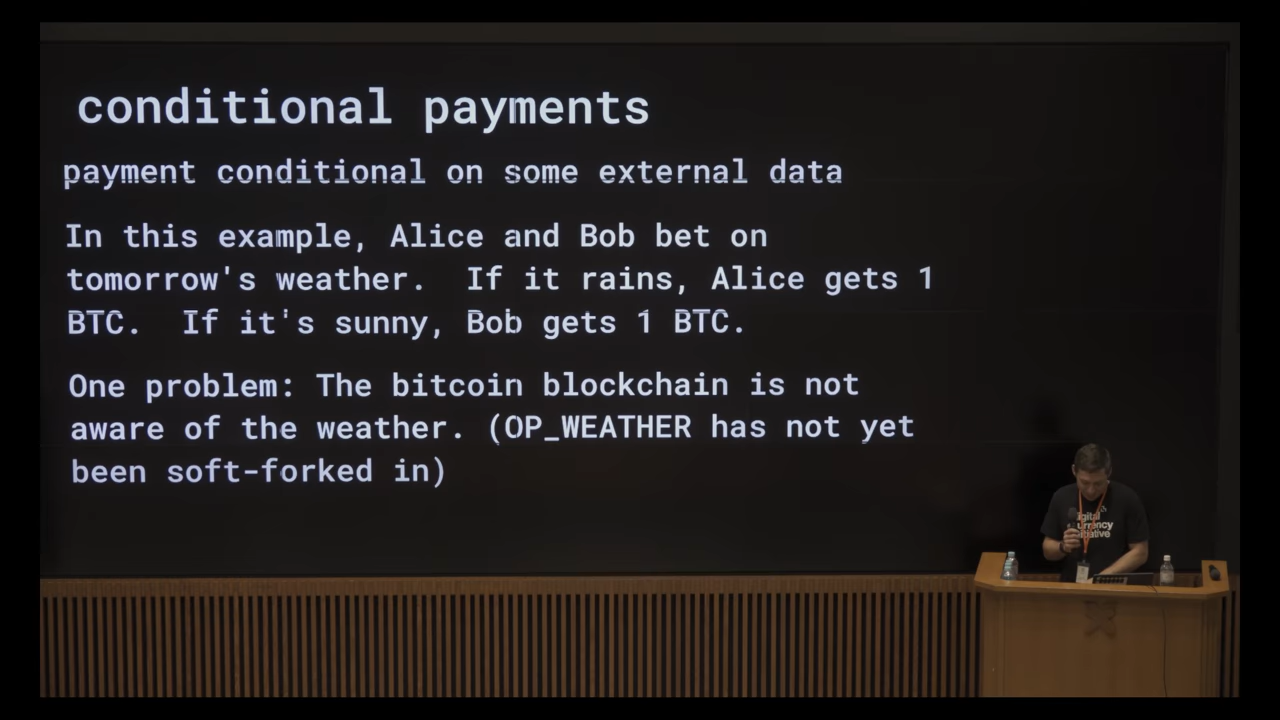 conditional payments
payment conditional on some external data
In this example, Alice and Bob bet on
tomorrow's weather.  If it rains, Alice gets 1
BTC.  If it's sunny, Bob gets 1 BTC.
One problem: The bitcoin blockchain is not
aware of the weather. (OP_WEATHER has not yet
been soft-forked in)